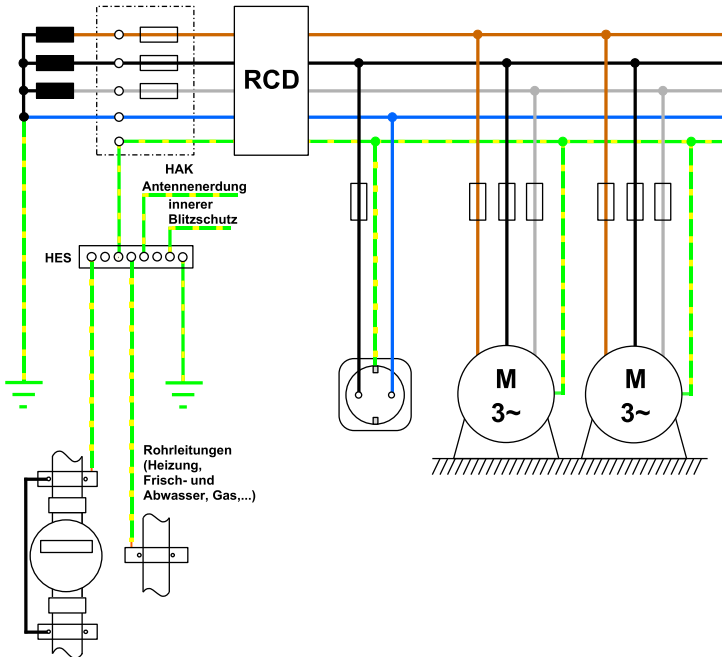 RCD
HAK
Antennenerdung
innerer
Blitzschutz
HES
M
3~
M
3~
Rohrleitungen
(Heizung,
Frisch- und
Abwasser, Gas,...)